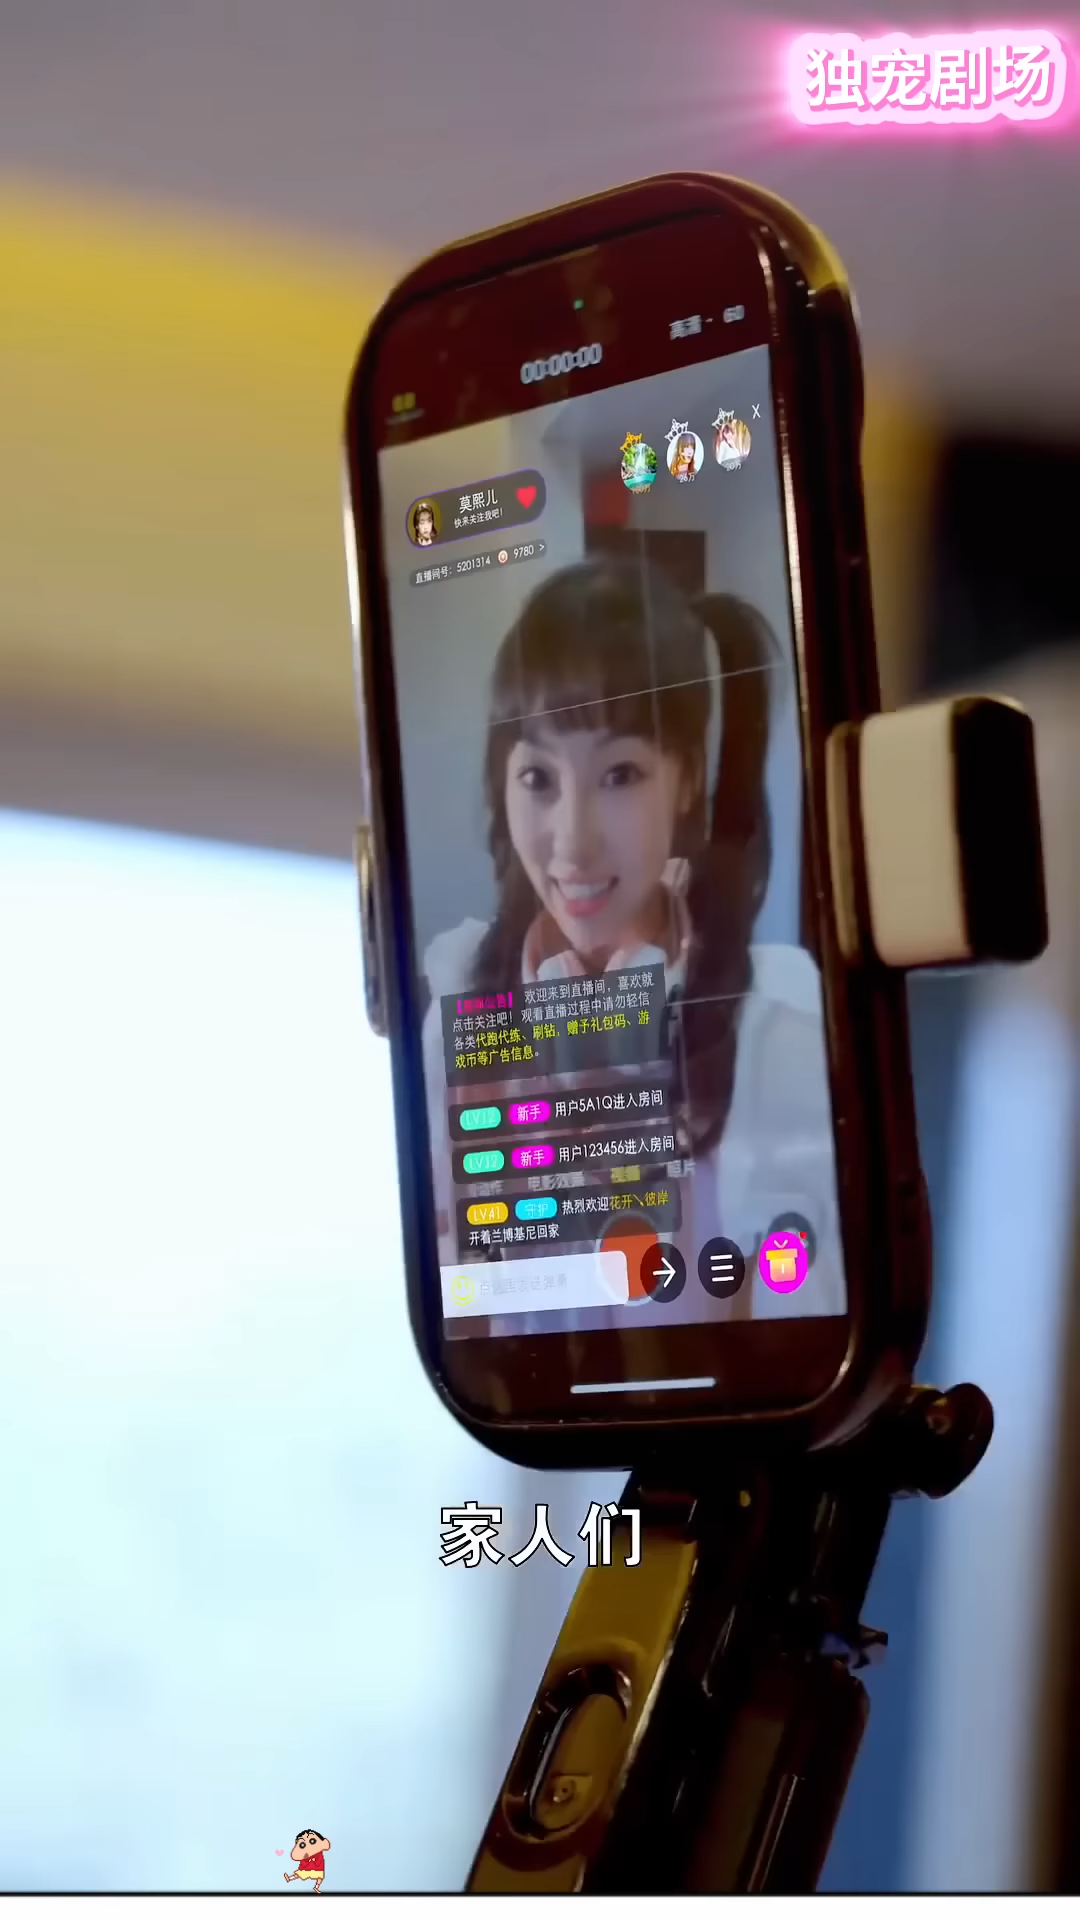 独宠剧场
00:00:00
莫熙儿
快来关注我吧!
直播间号: 5201314 9780 >
26万
X
欢迎来到直播间, 喜欢就
点击关注吧! 观看直播过程中请勿轻信
各类代跑代练、刷钻, 赠予礼包码、游
戏币等广告信息。
LV12 新手 用户5A1Q进入房间
LV12 新手 用户123456进入房间
LV41 守护 热烈欢迎花开↘彼岸
开着兰博基尼回家
家人们